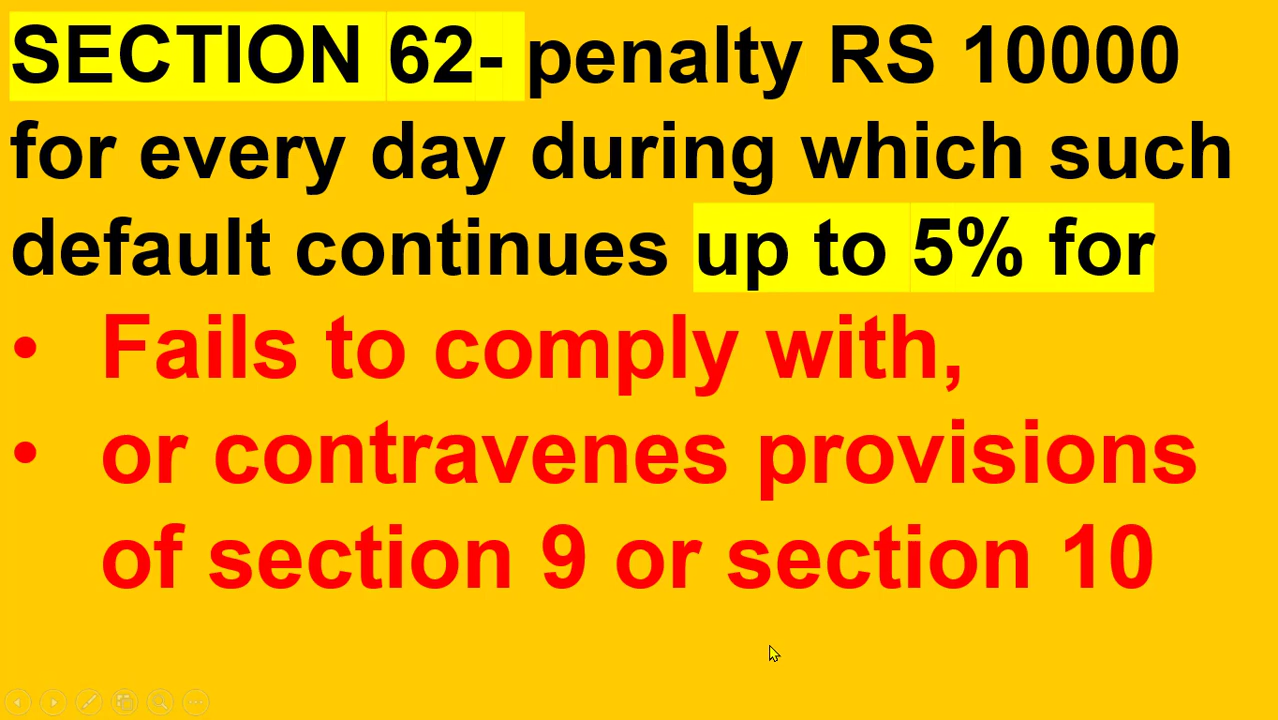 SECTION 62- penalty RS 10000
for every day during which such
default continues up to 5% for
• Fails to comply with,
• or contravenes provisions
of section 9 or section 10